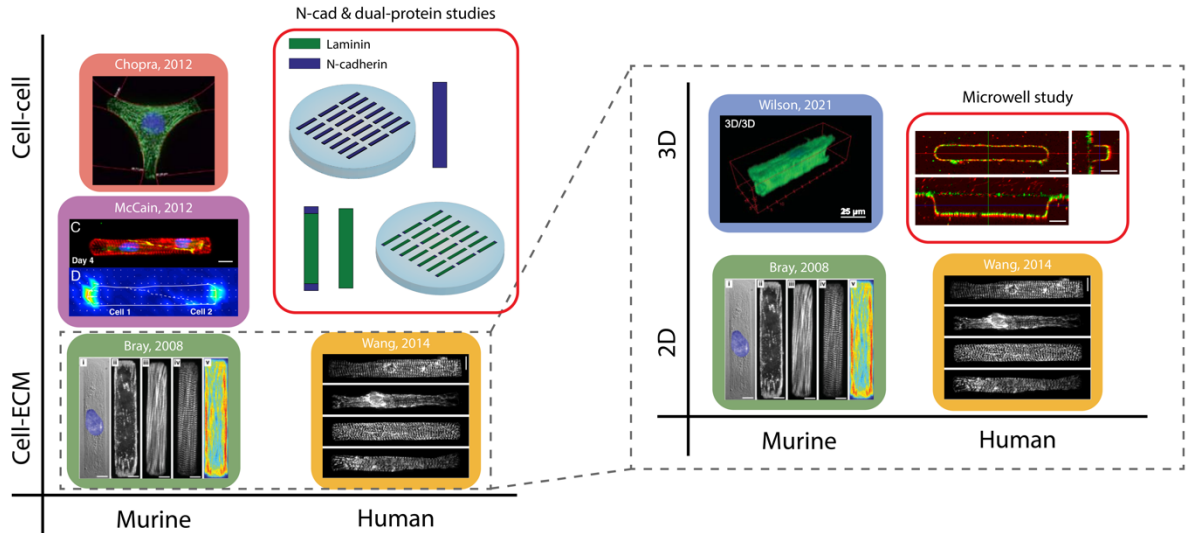 N-cad & dual-protein studies
Cell-cell
Chopra, 2012
Laminin
N-cadherin
McCain, 2012
C
Day 4
D
Cell 1
Cell 2
Cell-ECM
Bray, 2008
i
ii
iii
iv
v
Wang, 2014
Murine
Human
3D
Wilson, 2021
3D/3D
25 µm
Microwell study
2D
Bray, 2008
i
ii
iii
iv
v
Wang, 2014
Murine
Human